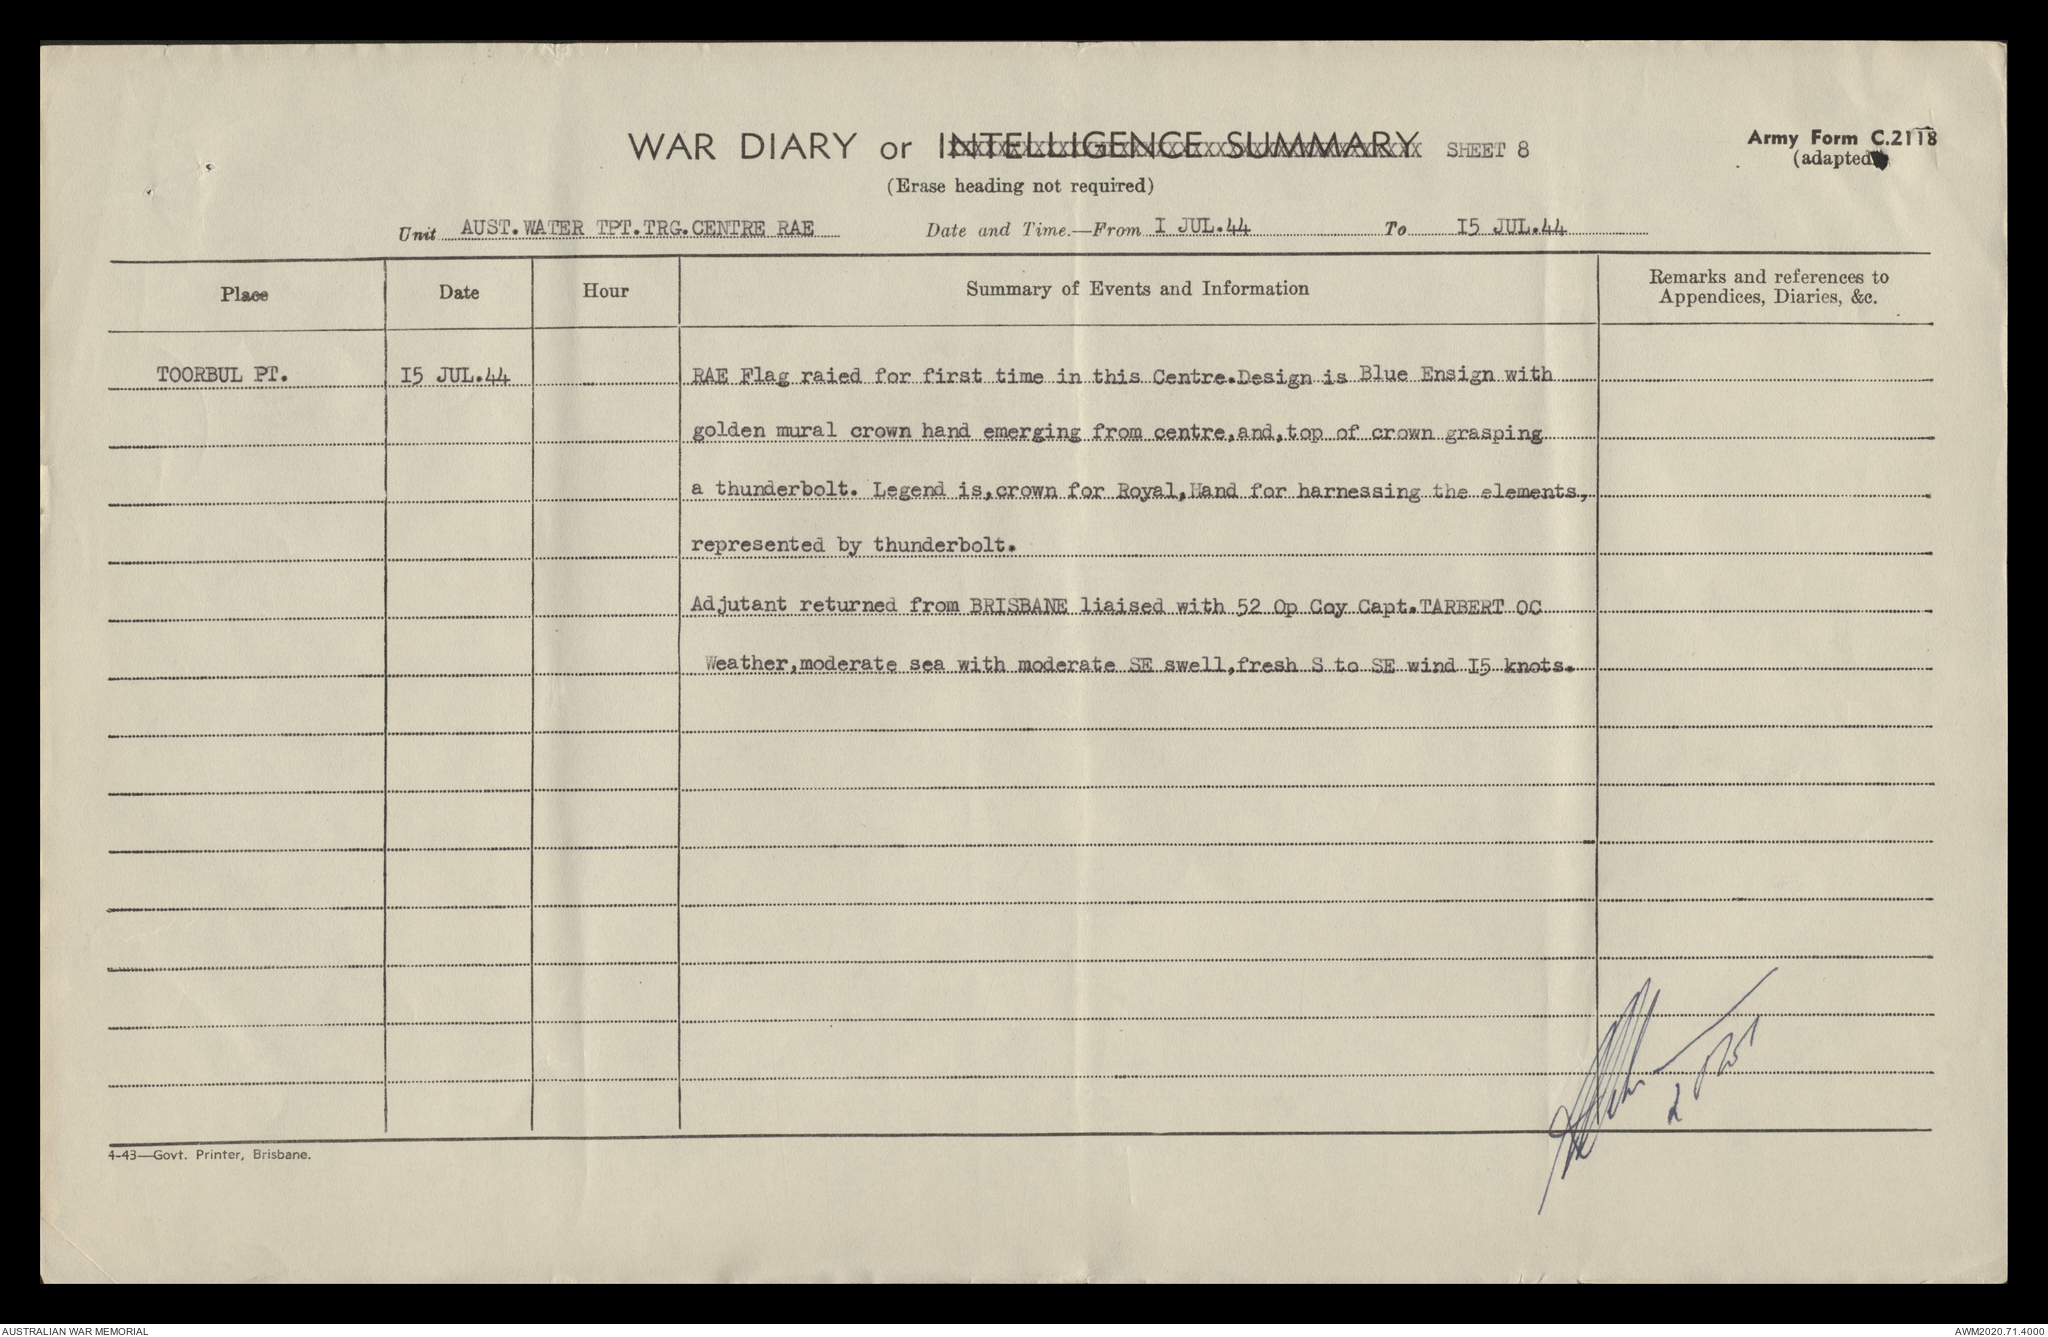 WAR DIARY or INTELLIGENCE SUMMARY SHEET 8
Army Form C.2118
(adapted)
(Erase heading not required)
Unit AUST.WATER TPT.TRG.CENTRE RAE Date and Time.—From I JUL.44 To I5 JUL.44
Place Date Hour Summary of Events and Information Remarks and references to
Appendices, Diaries, &c.
TOORBUL PT. I5 JUL.44 RAE Flag raied for first time in this Centre.Design is Blue Ensign with
golden mural crown hand emerging from centre,and,top of crown grasping
a thunderbolt. Legend is,crown for Royal,Hand for harnessing the elements,
represented by thunderbolt.
Adjutant returned from BRISBANE liaised with 52 Op Coy Capt.TARBERT OC
Weather,moderate sea with moderate SE swell,fresh S to SE wind I5 knots.
4-43—Govt. Printer, Brisbane.
AUSTRALIAN WAR MEMORIAL AWM2020.71.4000